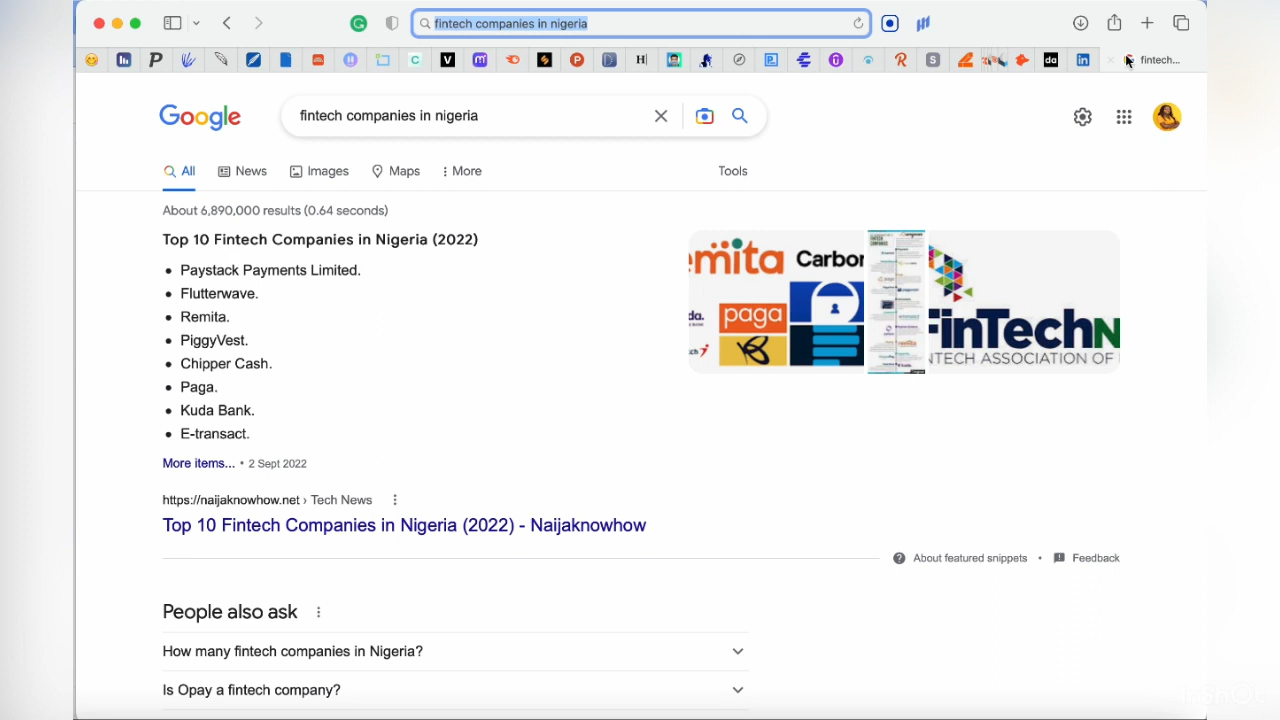 fintech companies in nigeria
fintech...
Google
fintech companies in nigeria
All News Images Maps More Tools
About 6,890,000 results (0.64 seconds)
Top 10 Fintech Companies in Nigeria (2022)
Paystack Payments Limited.
Flutterwave.
Remita.
PiggyVest.
Chipper Cash.
Paga.
Kuda Bank.
E-transact.
More items... • 2 Sept 2022
emita
Carbon
da.
paga
FinTechN
NTECH ASSOCIATION OF
https://naijaknowhow.net › Tech News
Top 10 Fintech Companies in Nigeria (2022) - Naijaknowhow
About featured snippets • Feedback
People also ask
How many fintech companies in Nigeria?
Is Opay a fintech company?